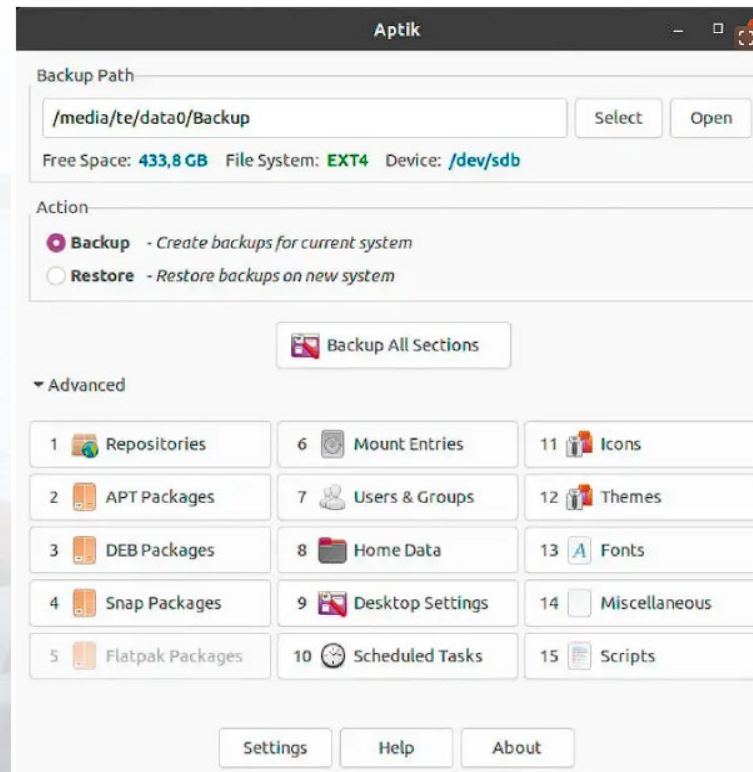 Aptik
Backup Path
/media/te/data0/Backup Select Open
Free Space: 433,8 GB File System: EXT4 Device: /dev/sdb
Action
Backup - Create backups for current system
Restore - Restore backups on new system
Backup All Sections
Advanced
1 Repositories 6 Mount Entries 11 Icons
2 APT Packages 7 Users & Groups 12 Themes
3 DEB Packages 8 Home Data 13 Fonts
4 Snap Packages 9 Desktop Settings 14 Miscellaneous
5 Flatpak Packages 10 Scheduled Tasks 15 Scripts
Settings Help About